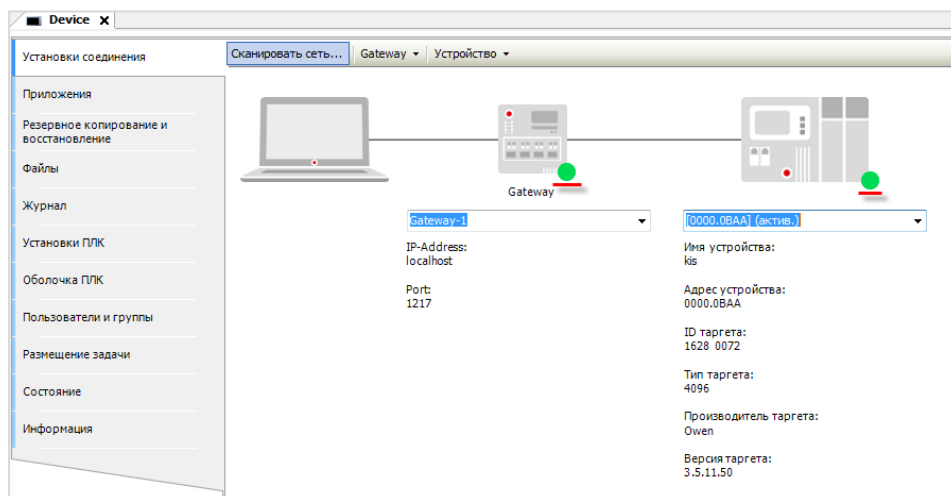 Device X
Установки соединения
Приложения
Резервное копирование и
восстановление
Файлы
Журнал
Установки ПЛК
Оболочка ПЛК
Пользователи и группы
Размещение задачи
Состояние
Информация
Сканировать сеть... Gateway Устройство
Gateway
Gateway-1
IP-Address:
localhost
Port:
1217
[0000.0BAA] (актив.)
Имя устройства:
kis
Адрес устройства:
0000.0BAA
ID таргета:
1628 0072
Тип таргета:
4096
Производитель таргета:
Owen
Версия таргета:
3.5.11.50